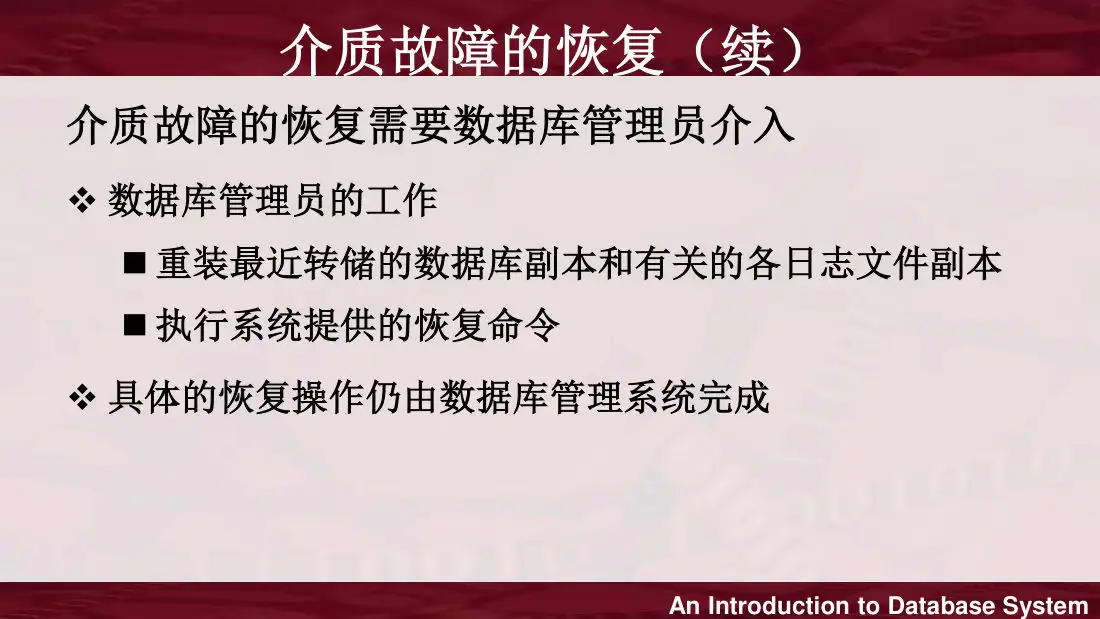 介质故障的恢复（续）
介质故障的恢复需要数据库管理员介入
❖ 数据库管理员的工作
■ 重装最近转储的数据库副本和有关的各日志文件副本
■ 执行系统提供的恢复命令
❖ 具体的恢复操作仍由数据库管理系统完成
An Introduction to Database System